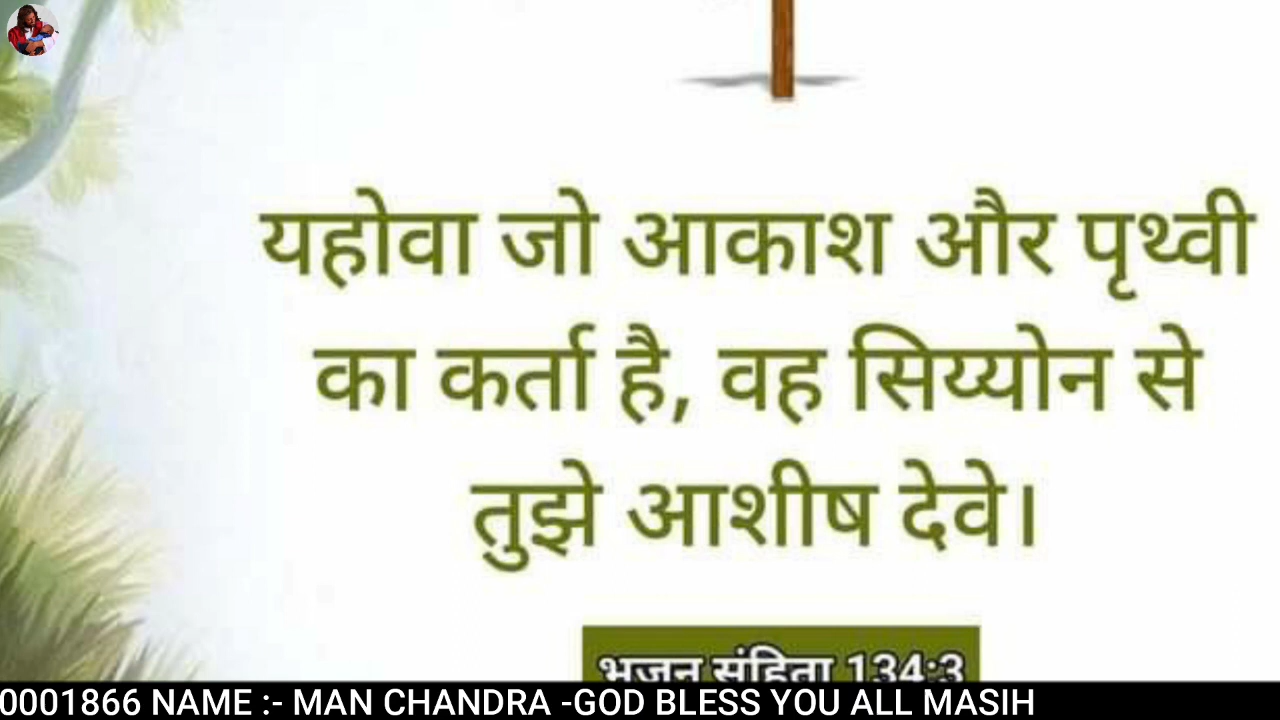 यहोवा जो आकाश और पृथ्वी
का कर्ता है, वह सिय्योन से
तुझे आशीष देवे।
भजन संहिता 134:3
0001866 NAME :- MAN CHANDRA -GOD BLESS YOU ALL MASIH